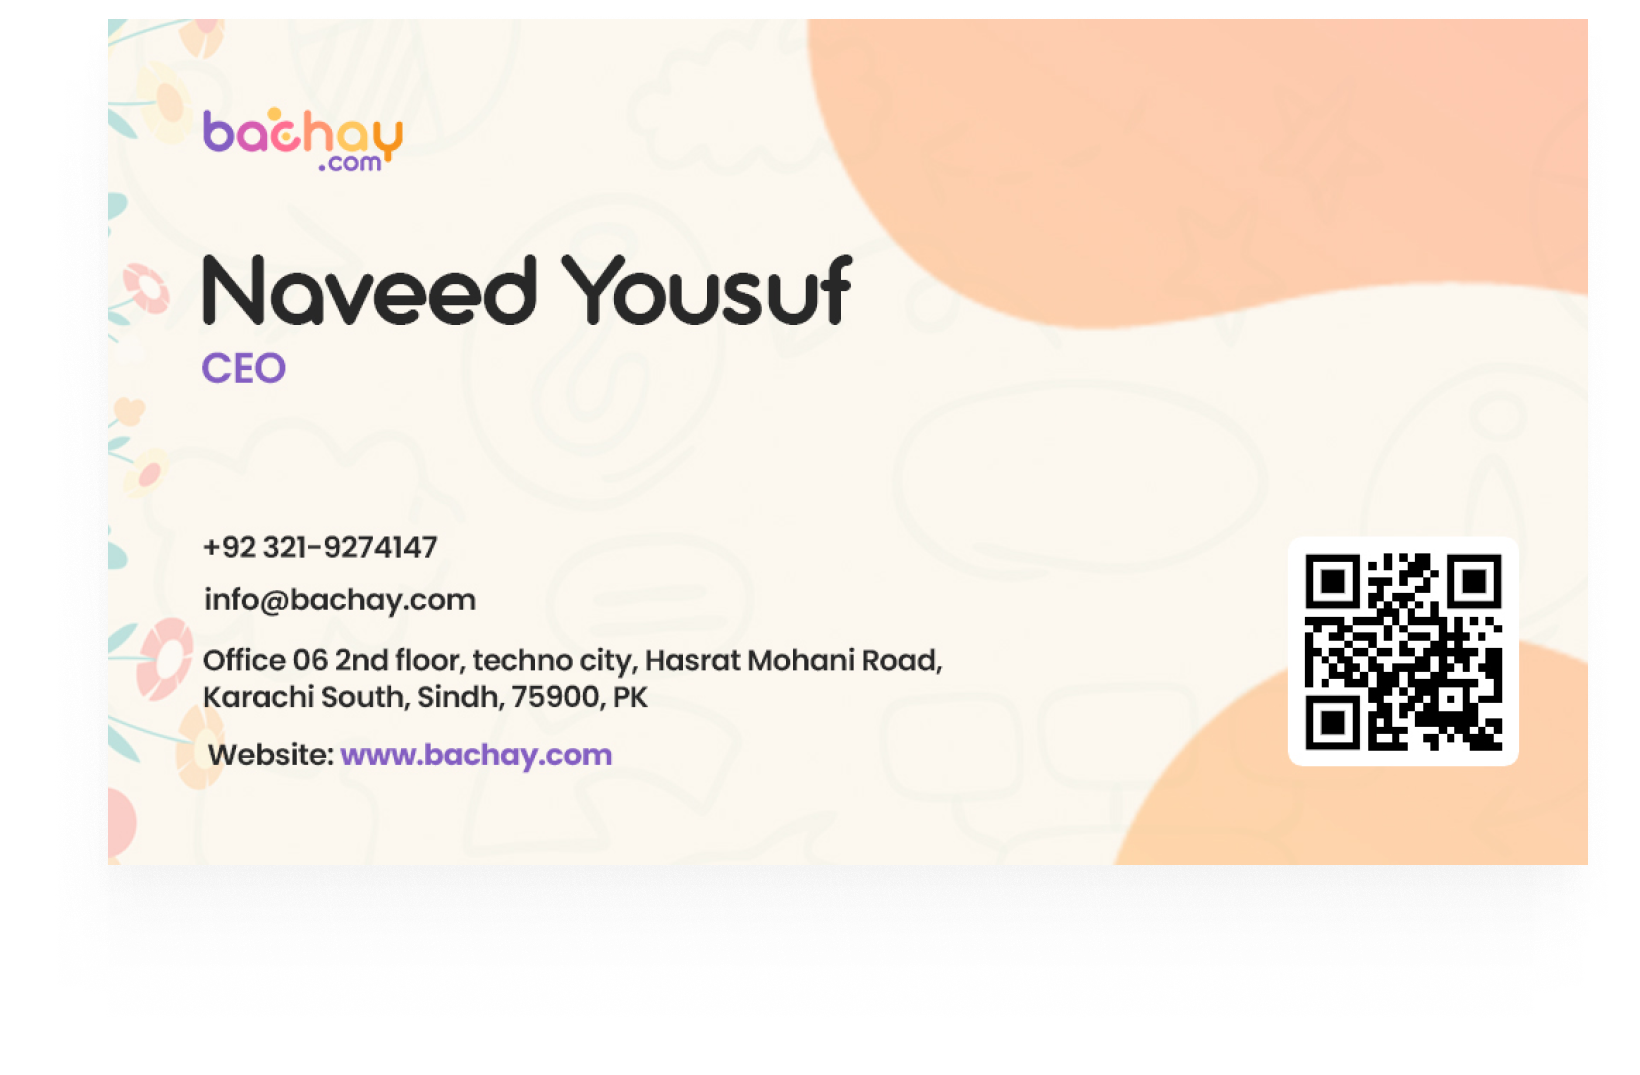 bachay
.com
Naveed Yousuf
CEO
+92 321-9274147
info@bachay.com
Office 06 2nd floor, techno city, Hasrat Mohani Road,
Karachi South, Sindh, 75900, PK
Website: www.bachay.com